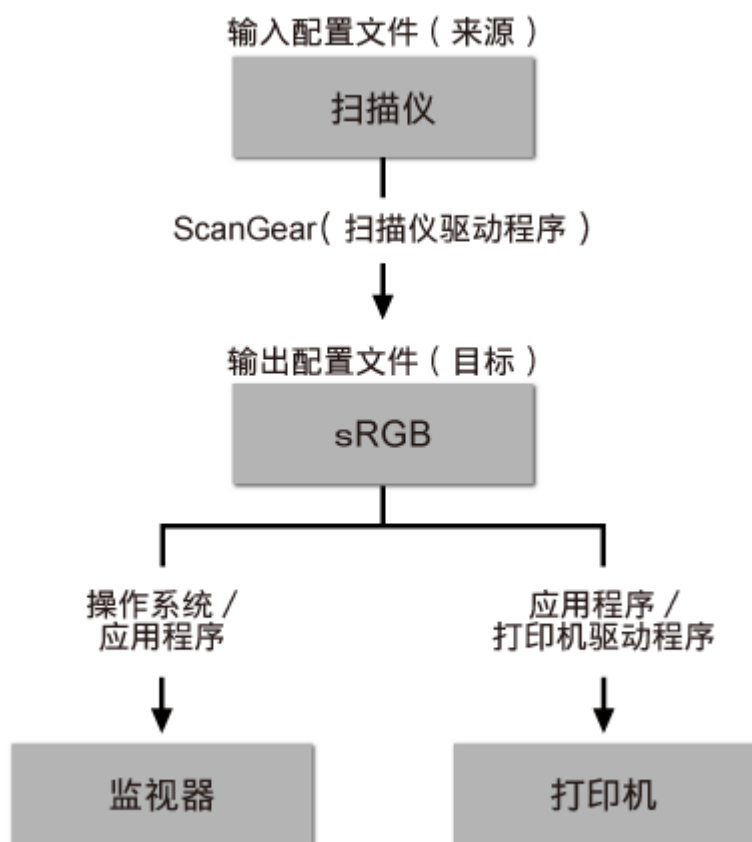 输入配置文件（来源）
扫描仪
ScanGear（扫描仪驱动程序）
输出配置文件（目标）
sRGB
操作系统 /
应用程序
应用程序 /
打印机驱动程序
监视器
打印机